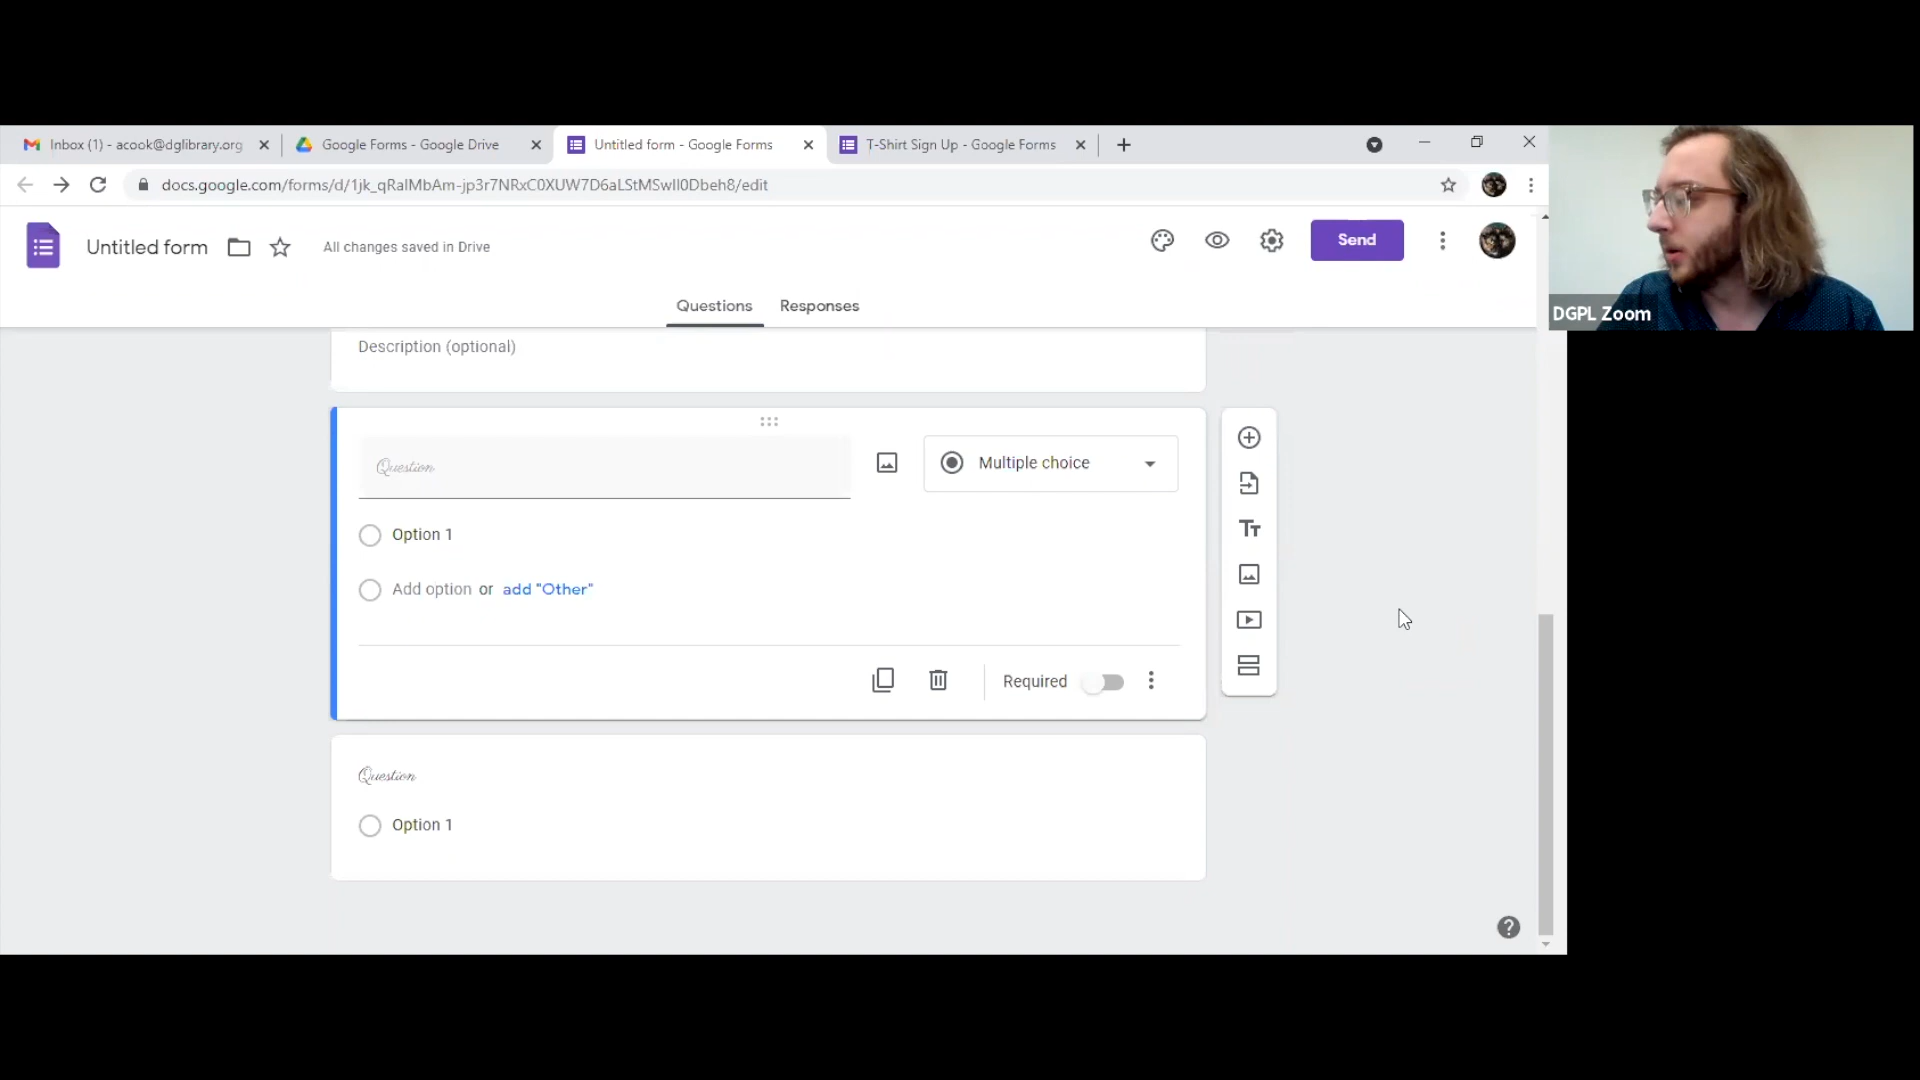 Inbox (1) - acook@dglibrary.org
Google Forms - Google Drive
Untitled form - Google Forms
T-Shirt Sign Up - Google Forms
docs.google.com/forms/d/1jk_qRalMbAm-jp3r7NRxC0XUW7D6aLStMSwIl0Dbeh8/edit
Untitled form
All changes saved in Drive
Send
DGPL Zoom
Questions
Responses
Description (optional)
Question
Multiple choice
Option 1
Add option or add "Other"
Tt
Required
Question
Option 1